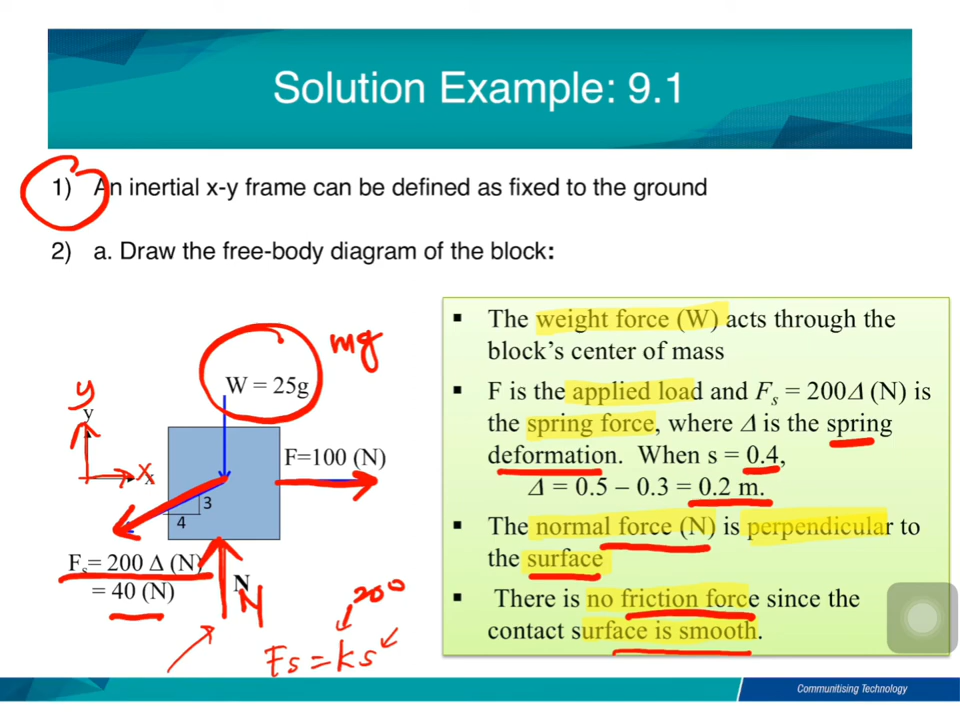 Solution Example: 9.1
1) An inertial x-y frame can be defined as fixed to the ground
2) a. Draw the free-body diagram of the block:
mg
W = 25g
y
y
x
x
F=100 (N)
3
4
Fs= 200 Δ (N)
= 40 (N)
N
N
200
Fs = ks
▪ The weight force (W) acts through the
block's center of mass
▪ F is the applied load and Fs = 200Δ (N) is
the spring force, where Δ is the spring
deformation. When s = 0.4,
Δ = 0.5 – 0.3 = 0.2 m.
▪ The normal force (N) is perpendicular to
the surface
▪ There is no friction force since the
contact surface is smooth.
Communitising Technology